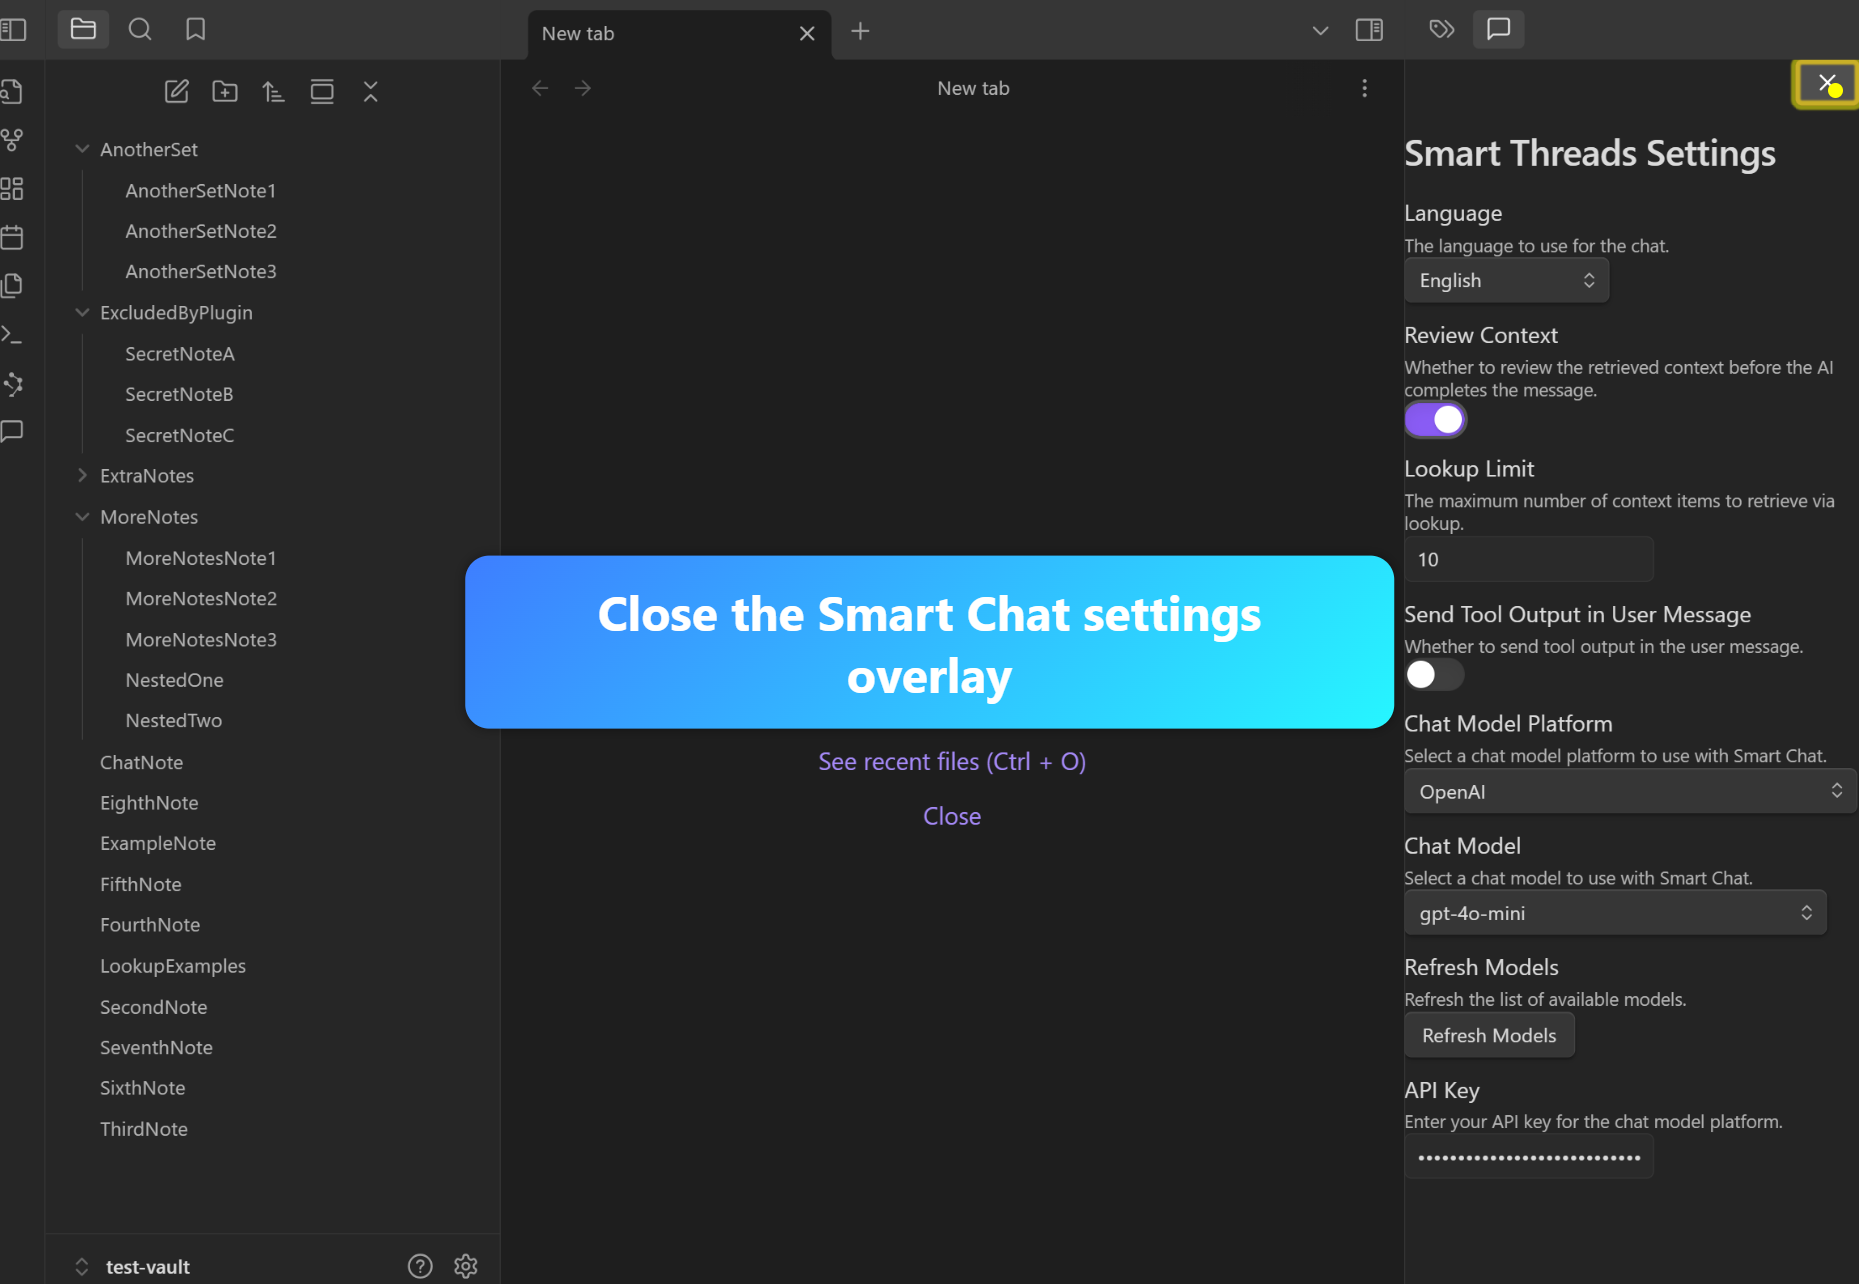 New tab
New tab
AnotherSet
AnotherSetNote1
AnotherSetNote2
AnotherSetNote3
ExcludedByPlugin
SecretNoteA
SecretNoteB
SecretNoteC
ExtraNotes
MoreNotes
MoreNotesNote1
MoreNotesNote2
MoreNotesNote3
NestedOne
NestedTwo
ChatNote
EighthNote
ExampleNote
FifthNote
FourthNote
LookupExamples
SecondNote
SeventhNote
SixthNote
ThirdNote
test-vault
Close the Smart Chat settings
overlay
See recent files (Ctrl + O)
Close
Smart Threads Settings
Language
The language to use for the chat.
English
Review Context
Whether to review the retrieved context before the AI
completes the message.
Lookup Limit
The maximum number of context items to retrieve via
lookup.
10
Send Tool Output in User Message
Whether to send tool output in the user message.
Chat Model Platform
Select a chat model platform to use with Smart Chat.
OpenAI
Chat Model
Select a chat model to use with Smart Chat.
gpt-4o-mini
Refresh Models
Refresh the list of available models.
Refresh Models
API Key
Enter your API key for the chat model platform.